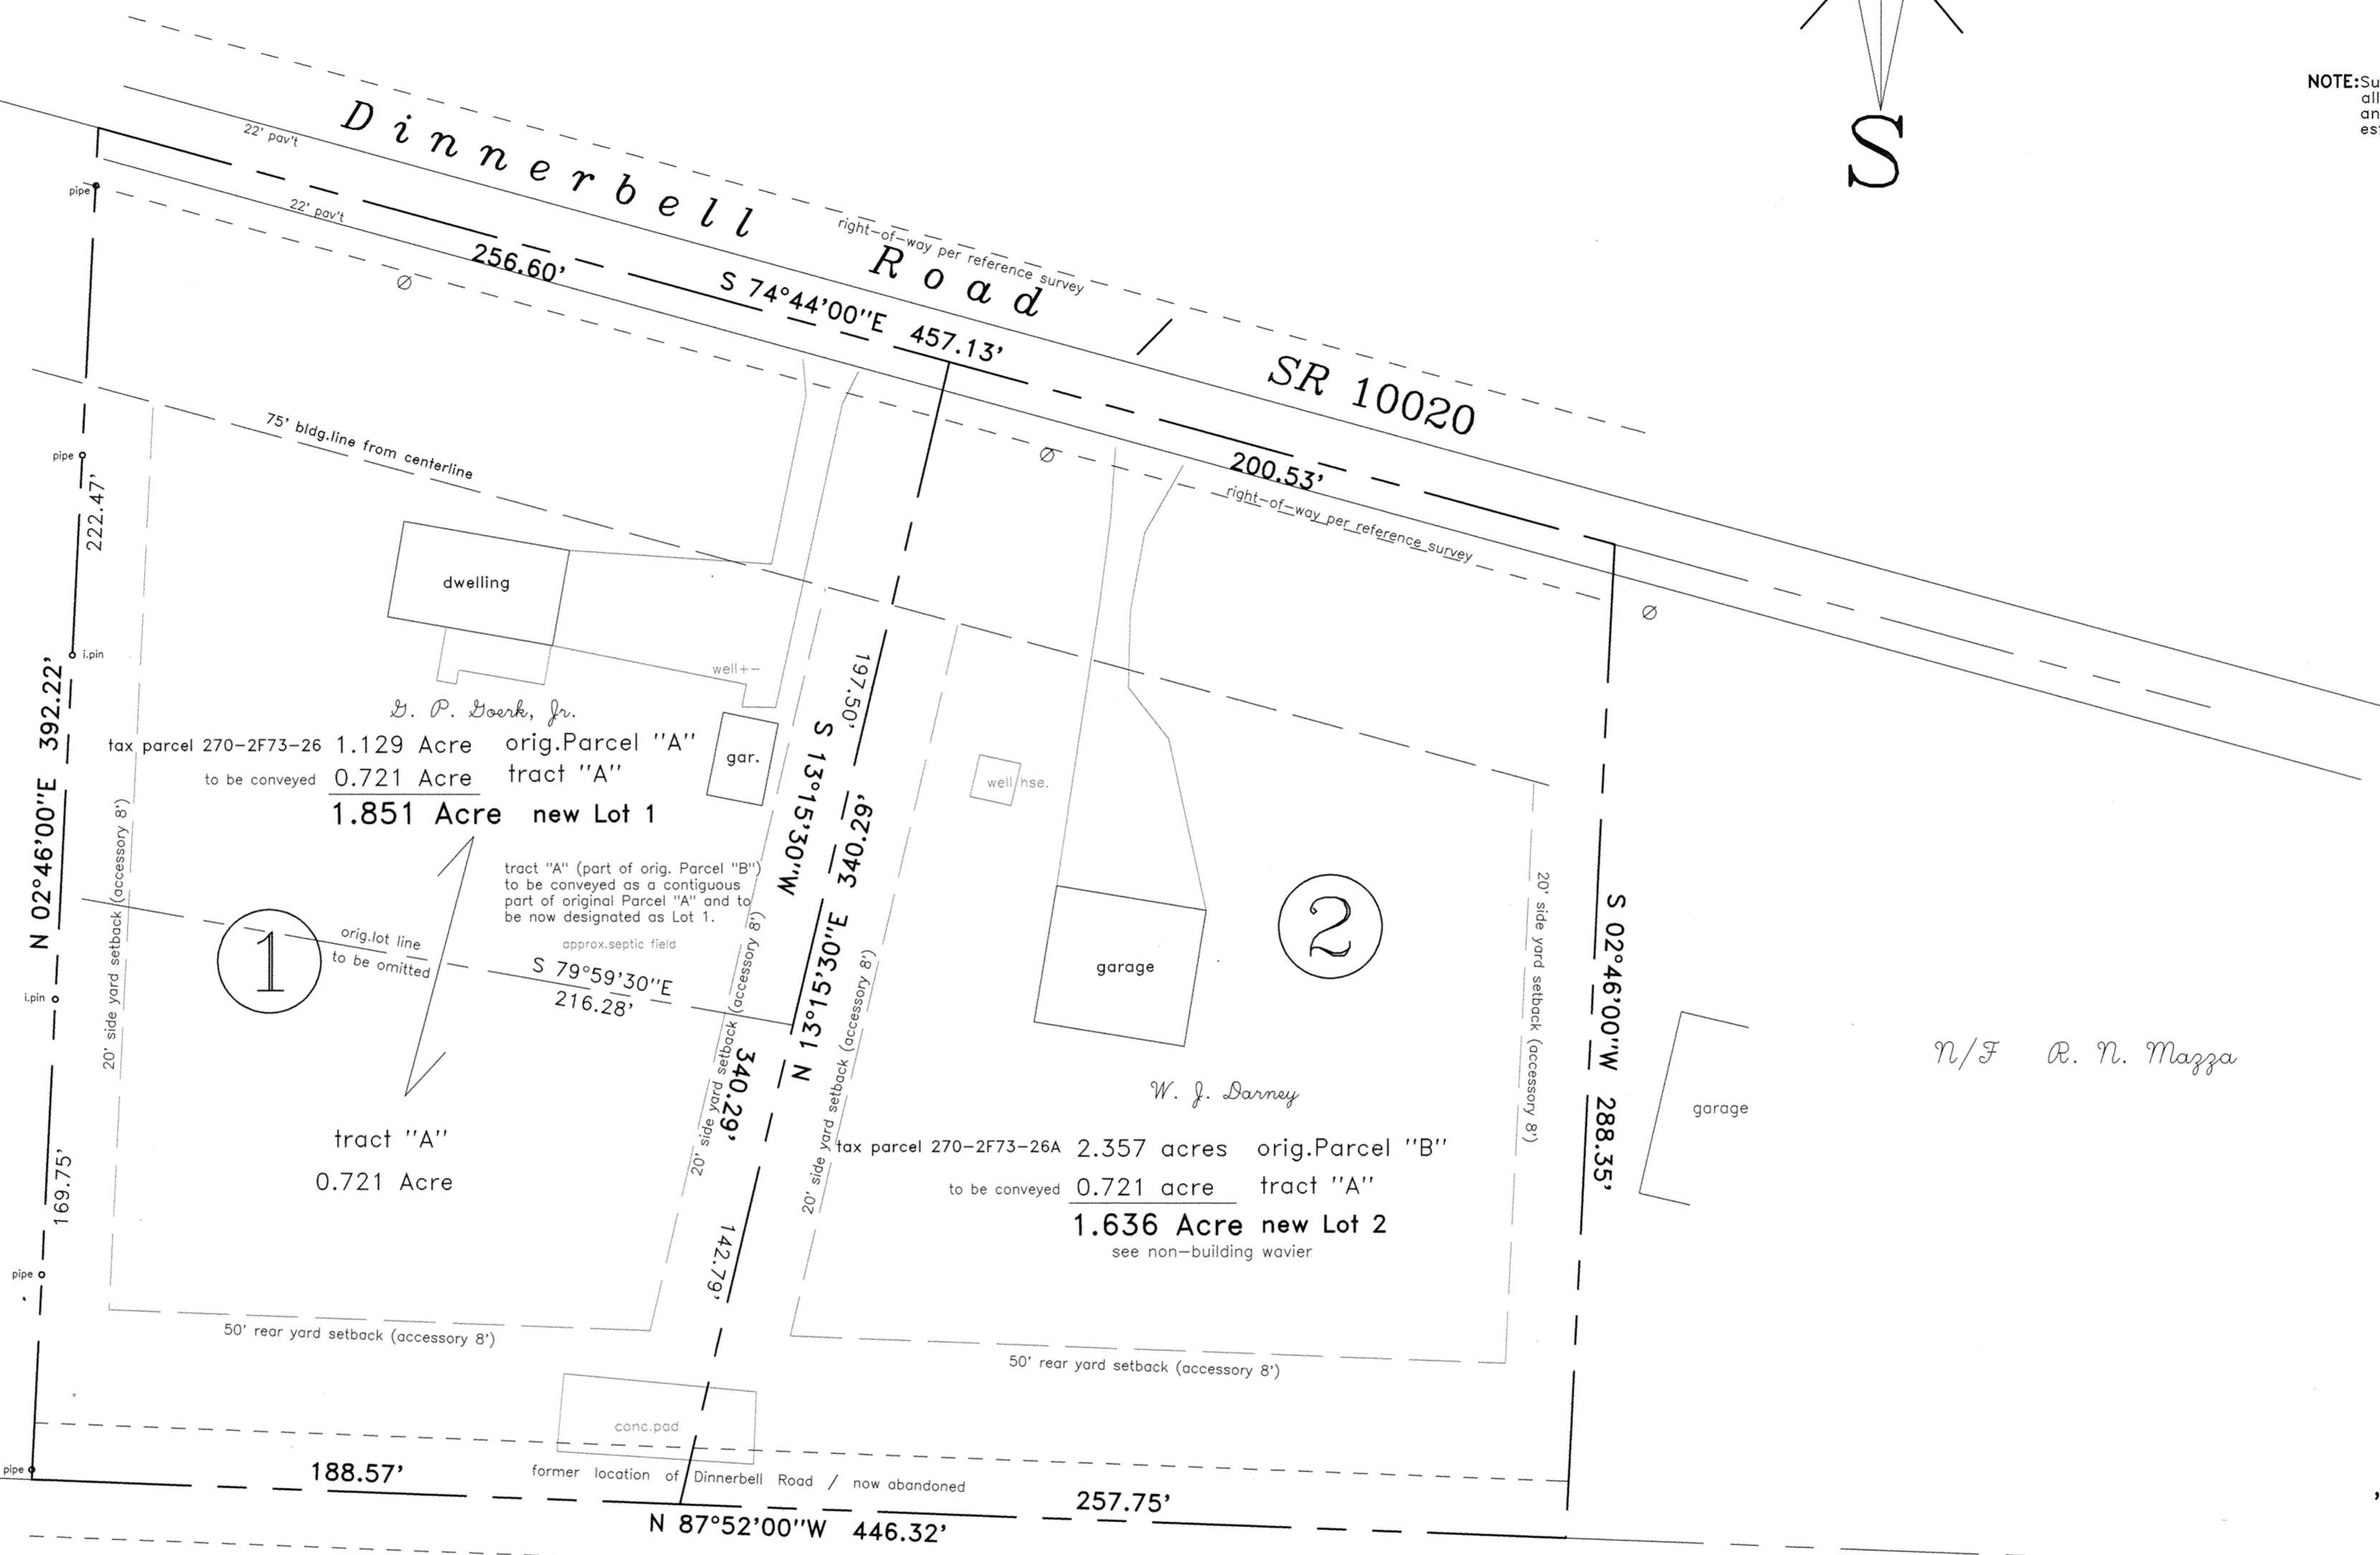 S
NOTE: Su
all
an
es
Dinnerbell Road / SR 10020
22' pav't
pipe
22' pav't
right-of-way per reference survey
256.60'
S 74°44'00"E 457.13'
200.53'
right-of-way per reference survey
75' bldg.line from centerline
pipe
222.47'
dwelling
i.pin
well+-
197.50'
G. P. Goerk, Jr.
tax parcel 270-2F73-26 1.129 Acre orig.Parcel "A"
to be conveyed 0.721 Acre tract "A"
1.851 Acre new Lot 1
gar.
well hse.
N 02°46'00"E 392.22'
S 13°15'30"W 340.29'
N 13°15'30"E 340.29'
tract "A" (part of orig. Parcel "B")
to be conveyed as a contiguous
part of original Parcel "A" and to
be now designated as Lot 1.
approx.septic field
20' side yard setback (accessory 8')
1
orig.lot line
to be omitted
S 79°59'30"E
216.28'
20' side yard setback (accessory 8')
20' side yard setback (accessory 8')
2
garage
20' side yard setback (accessory 8')
S 02°46'00"W 288.35'
N/F R. N. Mazza
garage
i.pin
W. J. Darney
tax parcel 270-2F73-26A 2.357 acres orig.Parcel "B"
to be conveyed 0.721 acre tract "A"
1.636 Acre new Lot 2
see non-building wavier
tract "A"
0.721 Acre
169.75'
142.79'
pipe
50' rear yard setback (accessory 8')
50' rear yard setback (accessory 8')
conc.pad
pipe
188.57'
former location of Dinnerbell Road / now abandoned
257.75'
N 87°52'00"W 446.32'